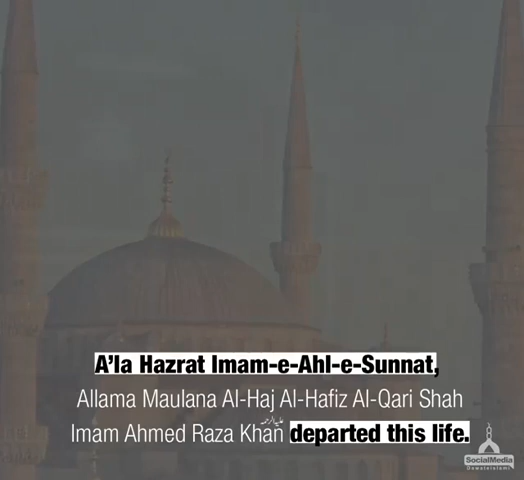 A'la Hazrat Imam-e-Ahl-e-Sunnat,
Allama Maulana Al-Haj Al-Hafiz Al-Qari Shah
Imam Ahmed Raza Khan departed this life.
SocialMedia
Dawateislami